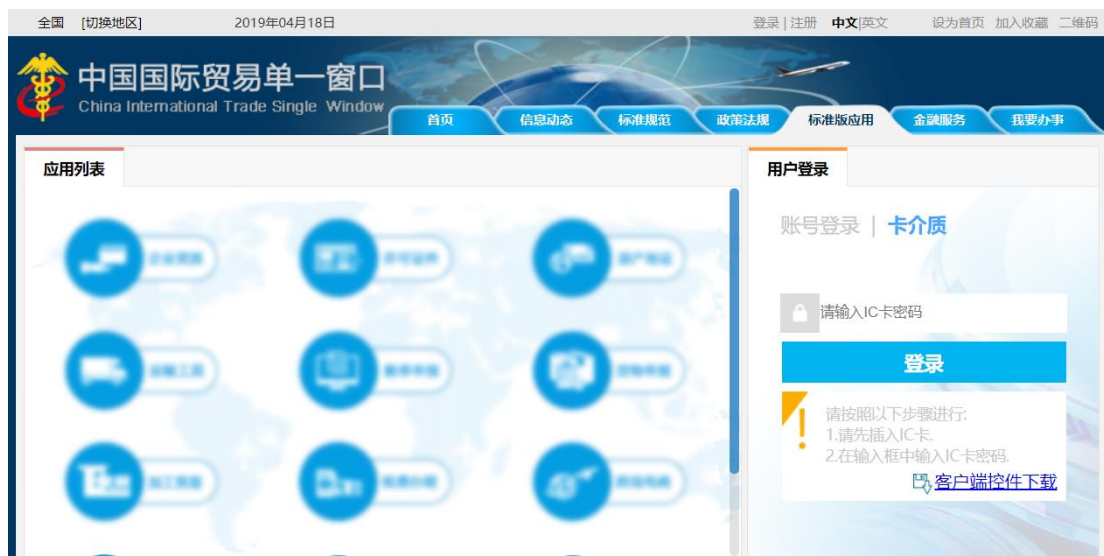 全国 [切换地区] 2019年04月18日 登录 | 注册 中文|英文 设为首页 加入收藏 二维码
中国国际贸易单一窗口
China International Trade Single Window
首页 信息动态 标准规范 政策法规 标准版应用 金融服务 我要办事
应用列表
用户登录
账号登录 | 卡介质
请输入IC卡密码
登录
请按照以下步骤进行:
1.请先插入IC卡.
2.在输入框中输入IC卡密码.
客户端控件下载